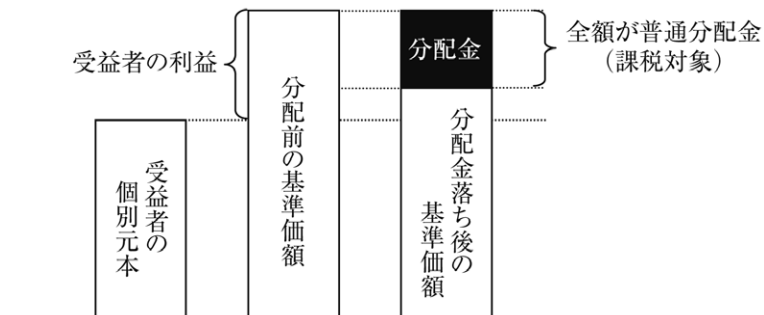 受益者の利益
分配金
全額が普通分配金
（課税対象）
受益者の
個別元本
分配前の基準価額
分配金落ち後の
基準価額